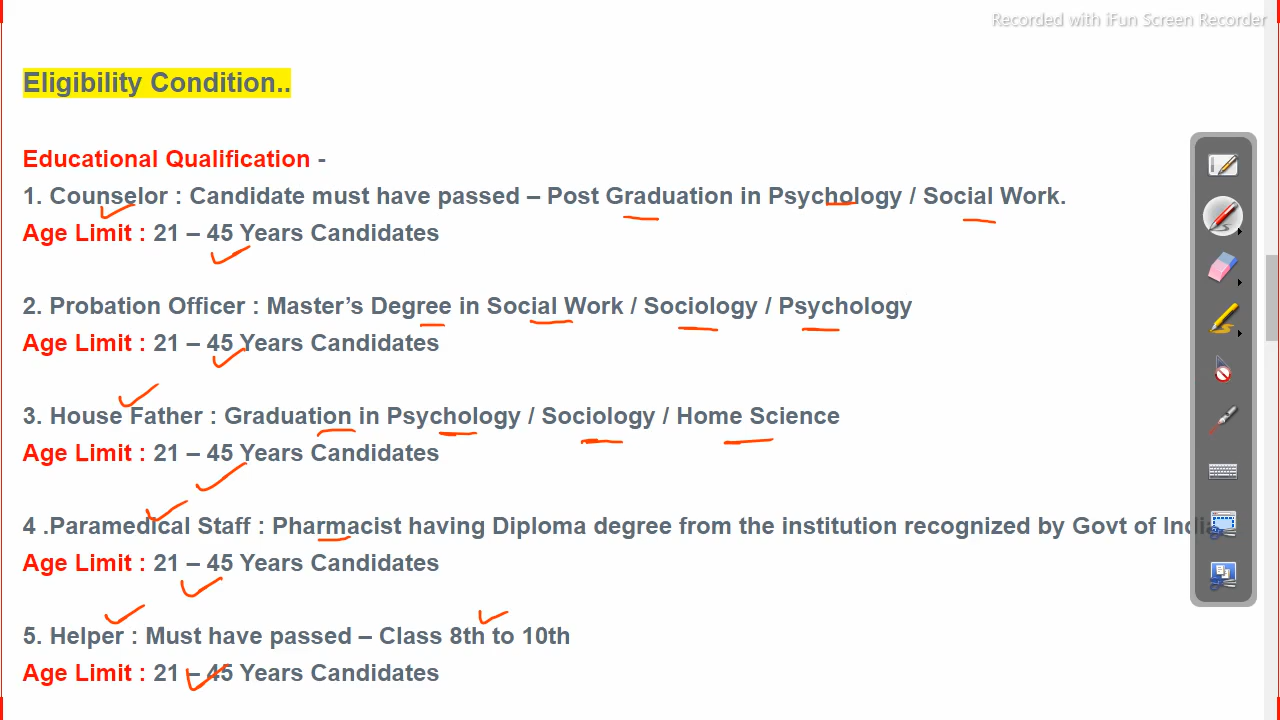 Recorded with iFun Screen Recorder
Eligibility Condition..
Educational Qualification -
1. Counselor : Candidate must have passed – Post Graduation in Psychology / Social Work.
Age Limit : 21 – 45 Years Candidates
2. Probation Officer : Master’s Degree in Social Work / Sociology / Psychology
Age Limit : 21 – 45 Years Candidates
3. House Father : Graduation in Psychology / Sociology / Home Science
Age Limit : 21 – 45 Years Candidates
4 .Paramedical Staff : Pharmacist having Diploma degree from the institution recognized by Govt of India
Age Limit : 21 – 45 Years Candidates
5. Helper : Must have passed – Class 8th to 10th
Age Limit : 21 – 45 Years Candidates